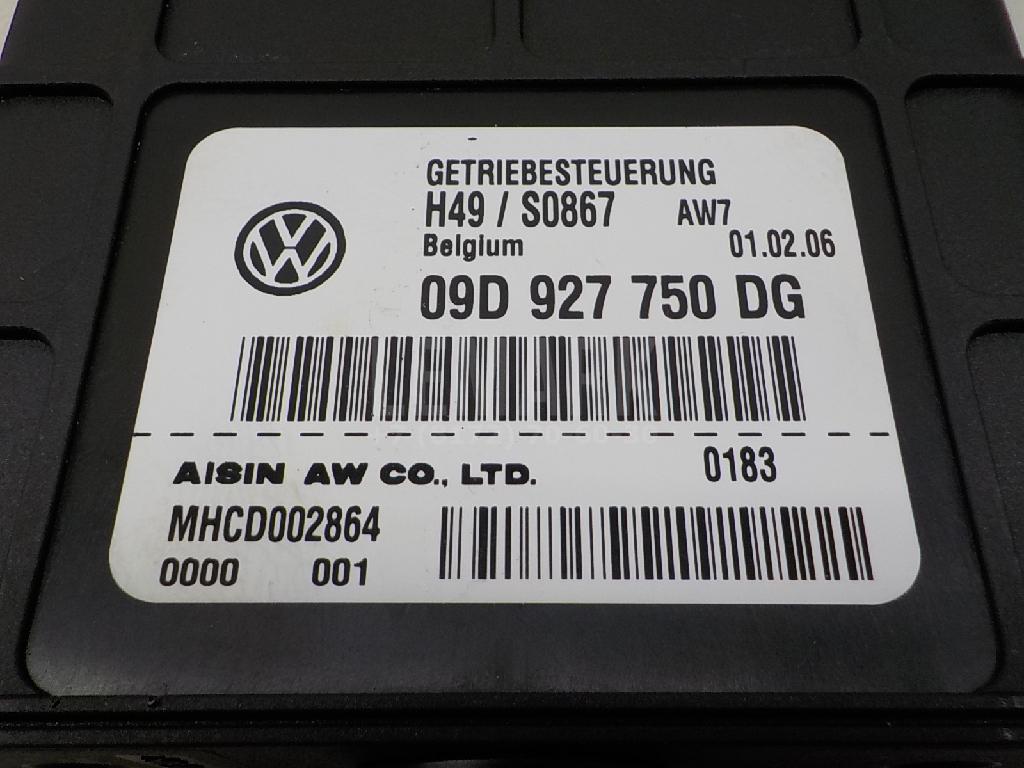 GETRIEBESTEUERUNG
H49 / S0867 AW7
Belgium 01.02.06
09D 927 750 DG
AISIN AW CO., LTD. 0183
MHCD002864
0000 001